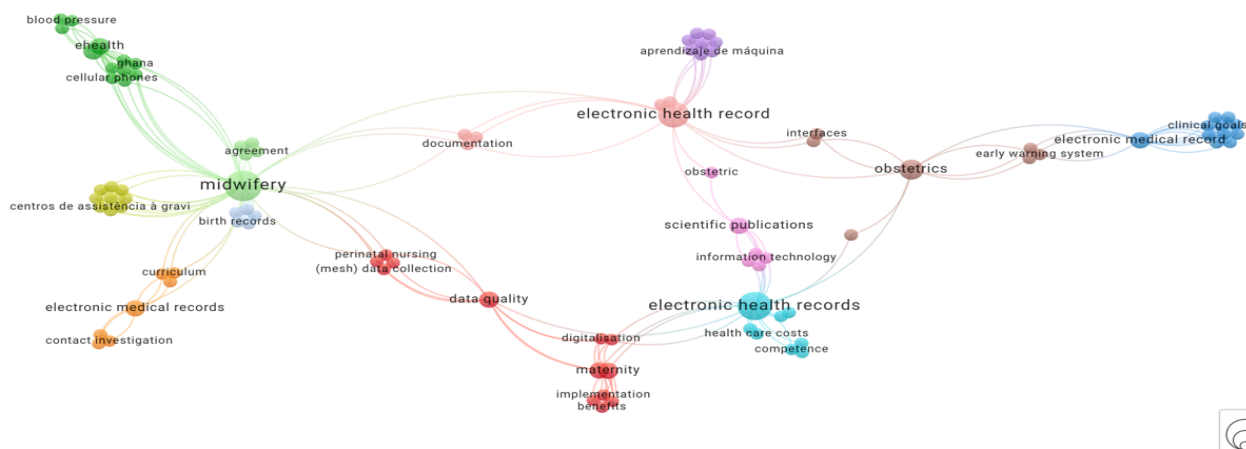 blood pressure
ehealth
ghana
cellular phones
agreement
midwifery
centros de assistència à gravi
birth records
curriculum
electronic medical records
contact investigation
perinatal nursing
(mesh) data collection
data quality
documentation
aprendizaje de máquina
electronic health record
interfaces
obstetric
obstetrics
early warning system
electronic medical record
clinical goals
scientific publications
information technology
electronic health records
health care costs
competence
digitalisation
maternity
implementation
benefits